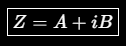 Z = A + iB